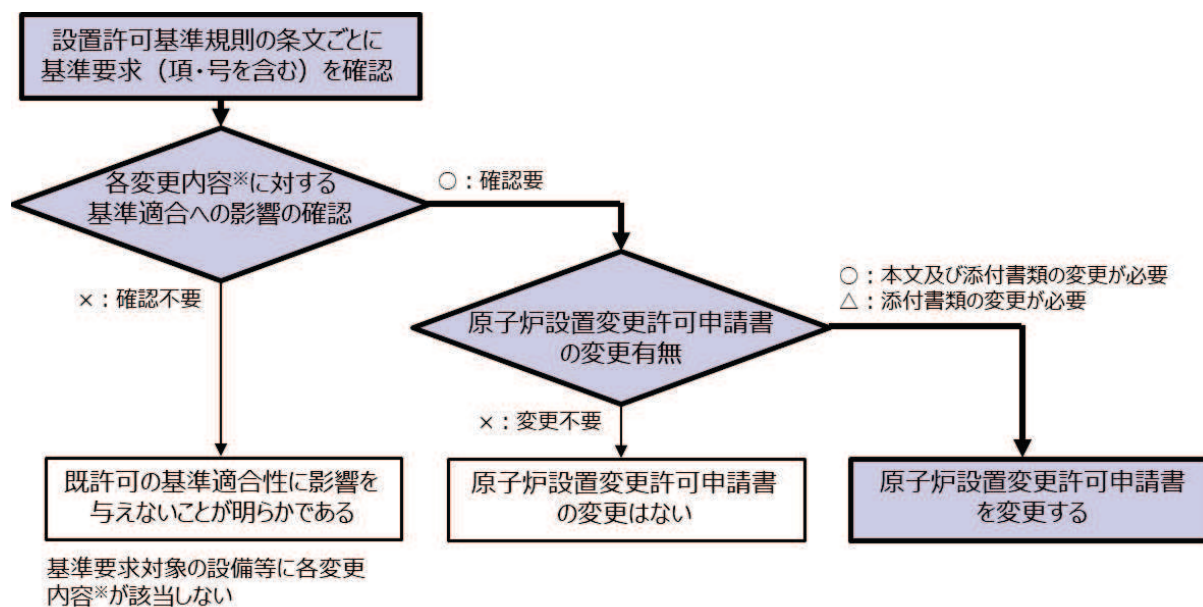 設置許可基準規則の条文ごとに
基準要求（項・号を含む）を確認
各変更内容※に対する
基準適合への影響の確認
○：確認要
×：確認不要
原子炉設置変更許可申請書
の変更有無
○：本文及び添付書類の変更が必要
△：添付書類の変更が必要
×：変更不要
既許可の基準適合性に影響を
与えないことが明らかである
原子炉設置変更許可申請書
の変更はない
原子炉設置変更許可申請書
を変更する
基準要求対象の設備等に各変更
内容※が該当しない